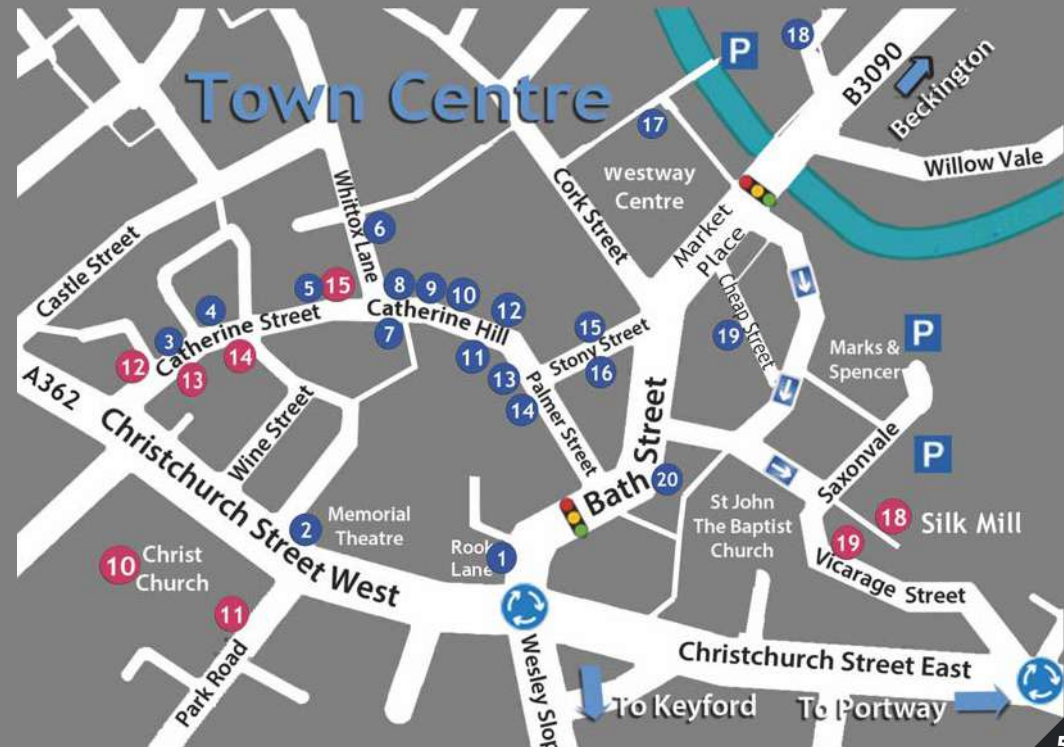 Town Centre
P
18
B3090
Beckington
17
Westway
Centre
Willow Vale
Whittox Lane
Cork Street
Market
Place
6
Castle Street
5
15
8
9
10
12
4
3
Catherine Street
Catherine Hill
7
15
Stony Street
16
19
Cheap Street
12
13
14
11
13
14
Palmer Street
Marks &
Spencer
P
A362
Christchurch Street West
Wine Street
Bath Street
20
Saxonvale
P
2
Memorial
Theatre
Rook
Lane
1
St John
The Baptist
Church
18
Silk Mill
19
Vicarage Street
10
Christ
Church
11
Park Road
Christchurch Street East
To Keyford
To Portway